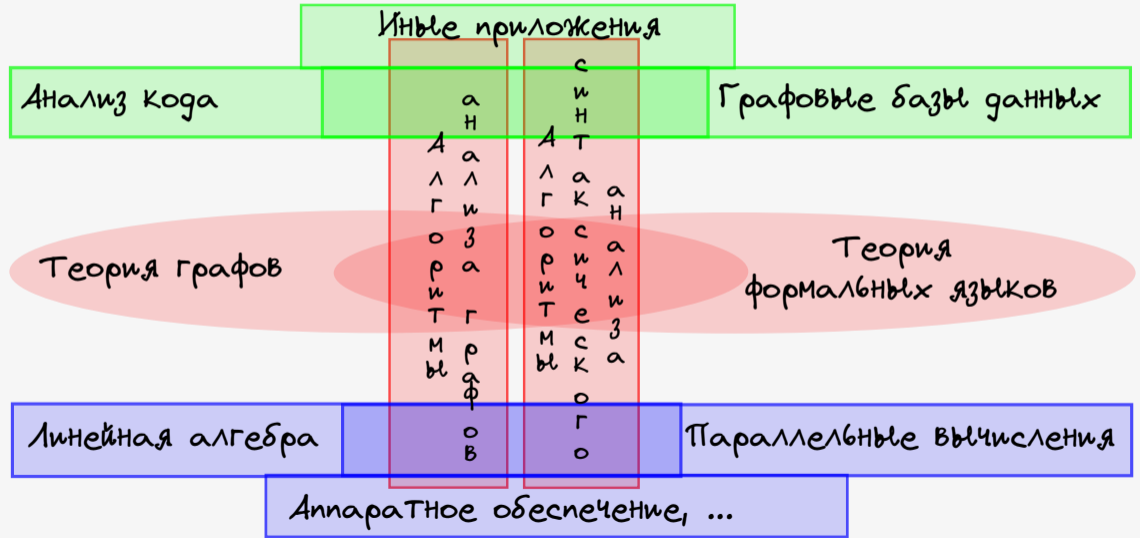 Иные приложения
Анализ кода
Графовые базы данных
Алгоритмы
анализа графов
Алгоритмы
синтаксического
анализа
Теория графов
Теория
формальных языков
Линейная алгебра
Параллельные вычисления
Аппаратное обеспечение, ...